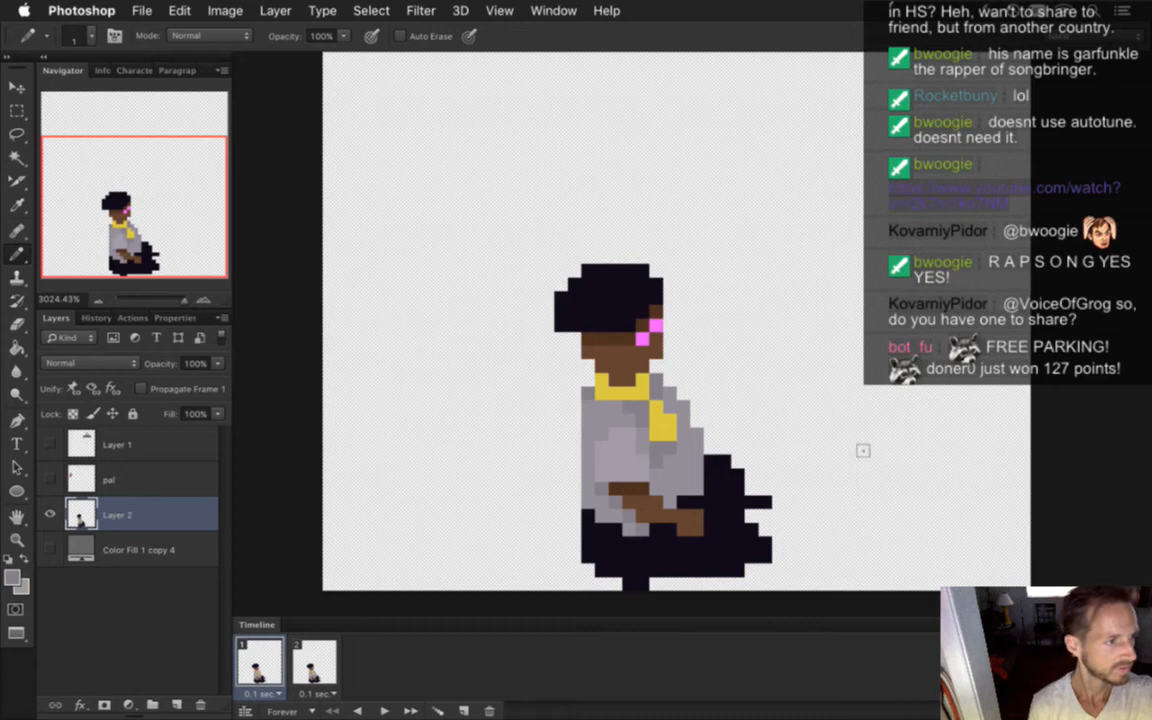 Photoshop File Edit Image Layer Type Select Filter 3D View Window Help
1 Mode: Normal Opacity: 100% Auto Erase
Navigator Info Characte Paragrap
3024.43%
Layers History Actions Properties
Kind
Normal Opacity: 100%
Unify: Propagate Frame 1
Lock: Fill: 100%
Layer 1
pal
Layer 2
Color Fill 1 copy 4
fx
Timeline
1 2
0.1 sec. 0.1 sec.
Forever
in HS? Heh, wan't to share to
friend, but from another country.
bwoogie his name is garfunkle
the rapper of songbringer.
Rocketbuny lol
bwoogie doesnt use autotune.
doesnt need it.
bwoogie
KovarniyPidor @bwoogie
bwoogie R A P S O N G YES
YES!
KovarniyPidor @VoiceOfGrog so,
do you have one to share?
bot_fu FREE PARKING!
doner0 just won 127 points!